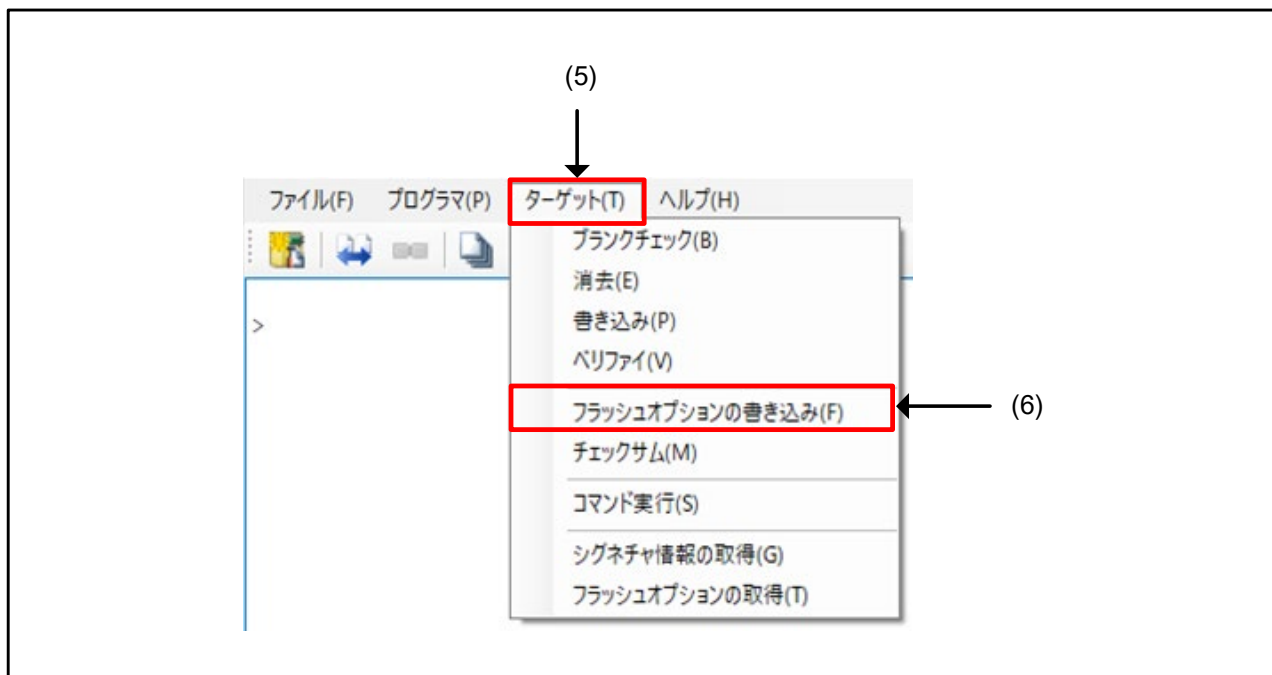 (5)
ファイル(F) プログラマ(P) ターゲット(T) ヘルプ(H)
ブランクチェック(B)
消去(E)
>
書き込み(P)
ベリファイ(V)
フラッシュオプションの書き込み(F)
(6)
チェックサム(M)
コマンド実行(S)
シグネチャ情報の取得(G)
フラッシュオプションの取得(T)